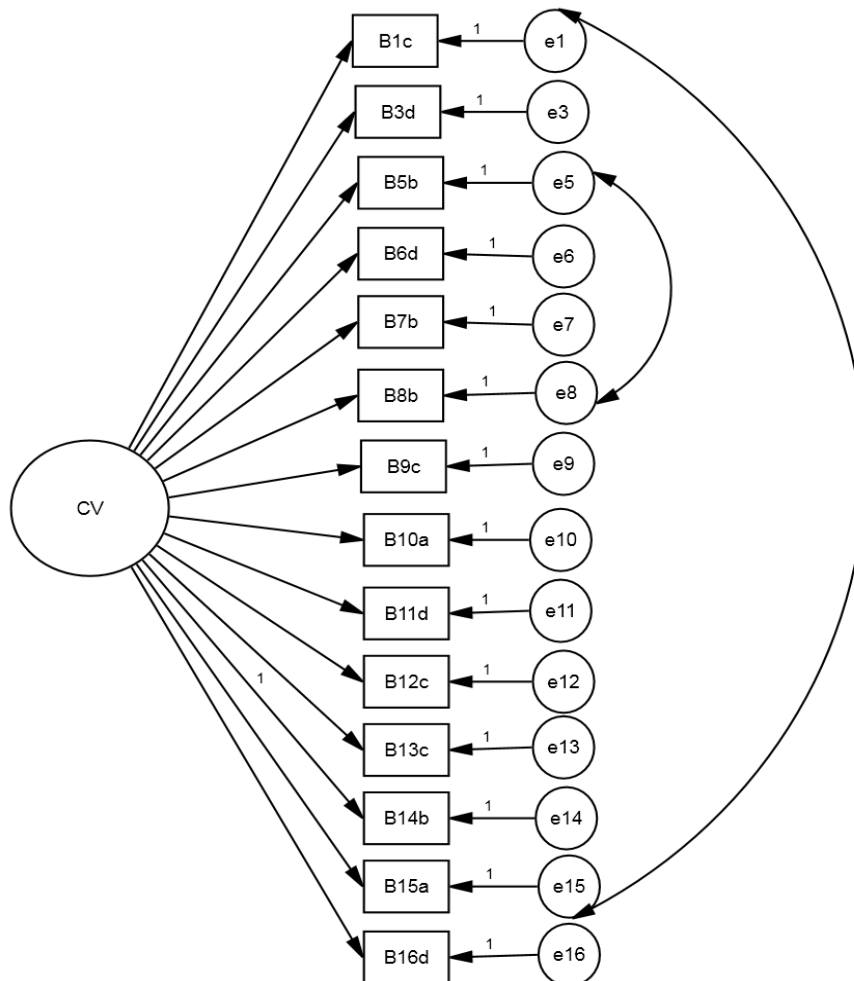 B1c 1 e1
B3d 1 e3
B5b 1 e5
B6d 1 e6
B7b 1 e7
B8b 1 e8
B9c 1 e9
CV
B10a 1 e10
B11d 1 e11
B12c 1 e12
1
B13c 1 e13
B14b 1 e14
B15a 1 e15
B16d 1 e16